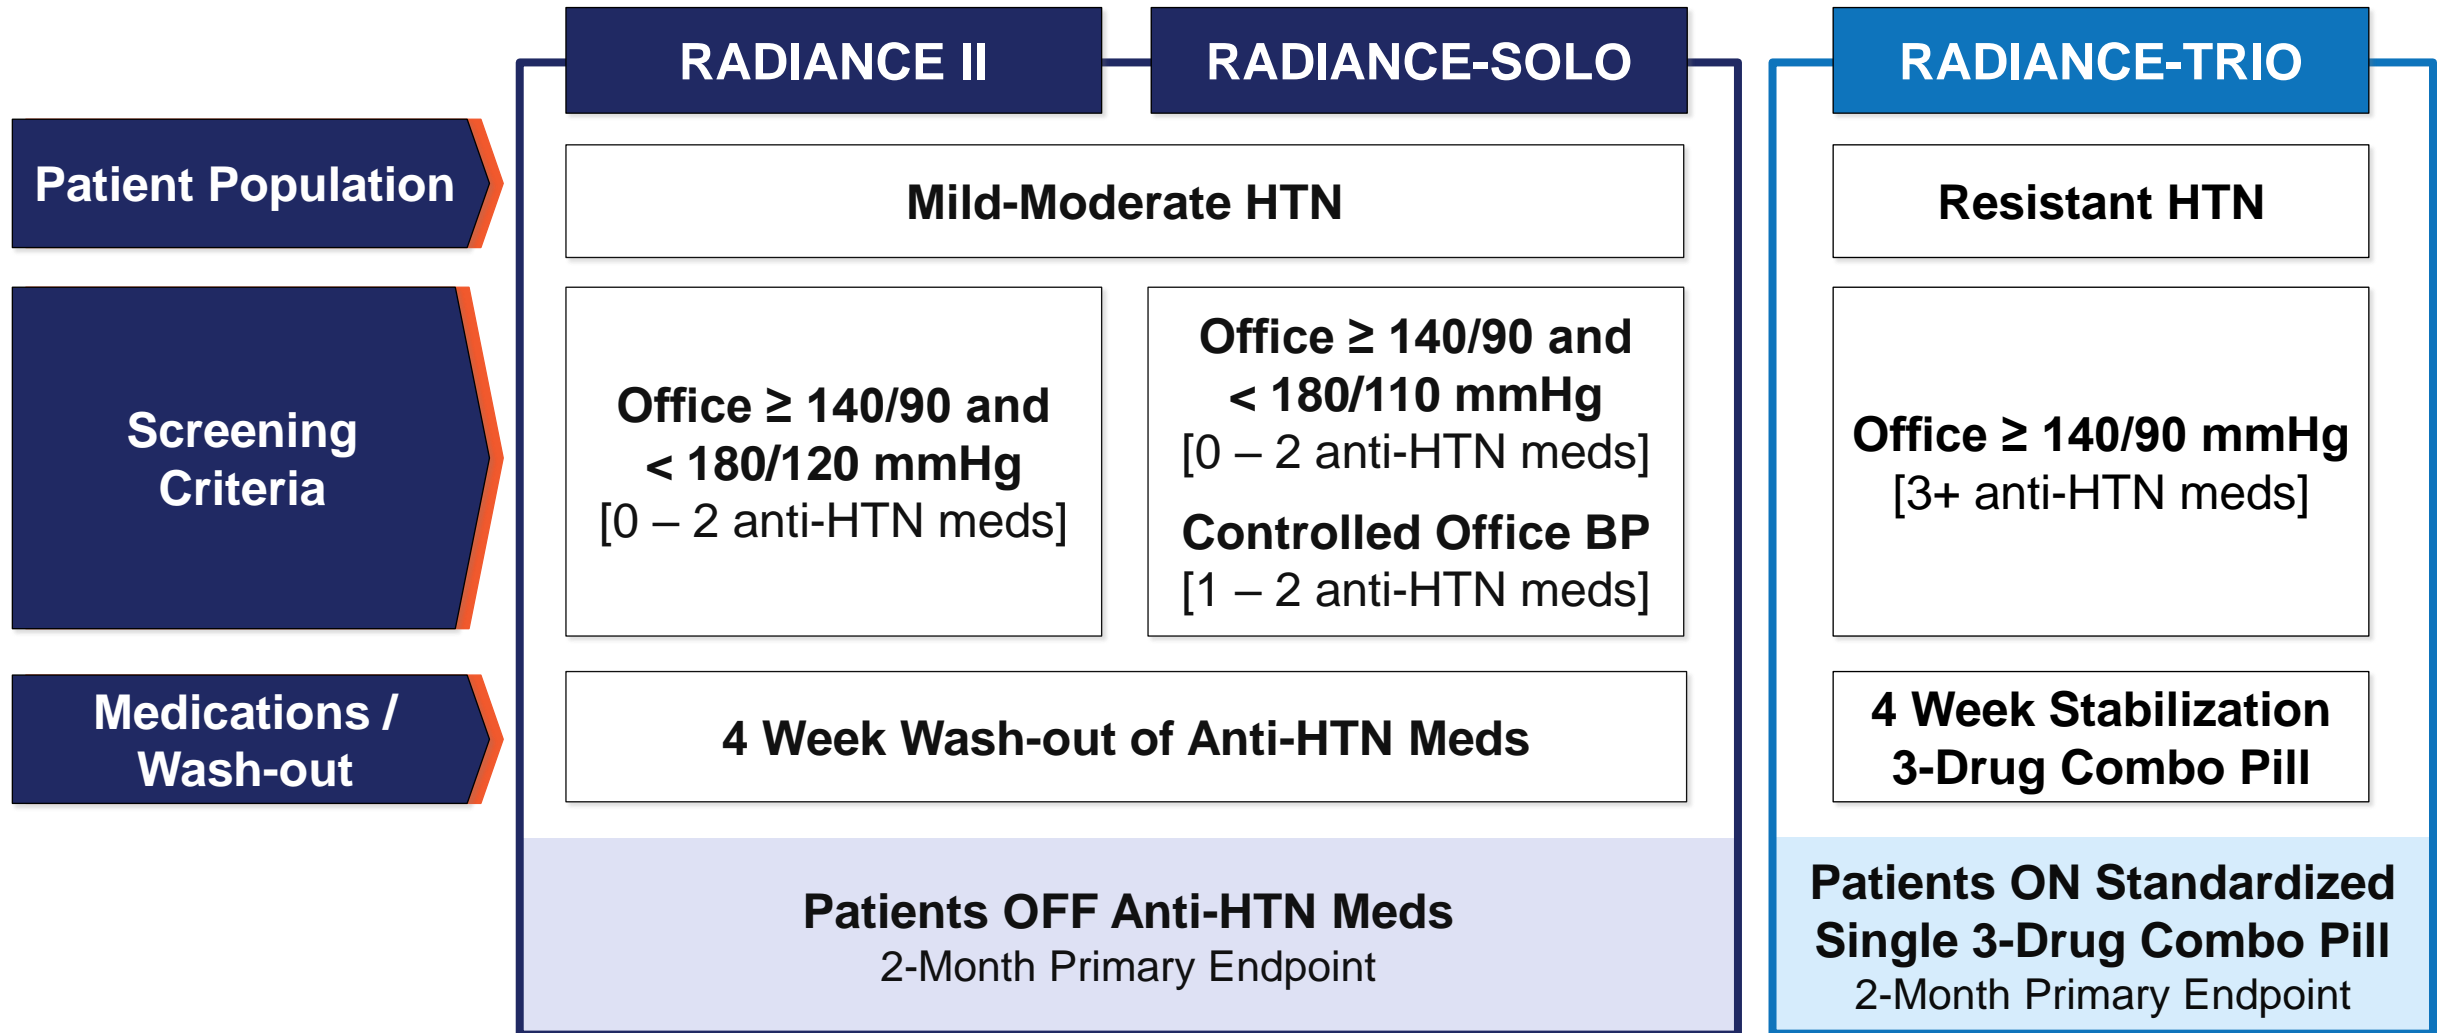 RADIANCE II
RADIANCE-SOLO
RADIANCE-TRIO
Patient Population
Mild-Moderate HTN
Resistant HTN
Screening
Criteria
Office ≥ 140/90 and
< 180/120 mmHg
[0 – 2 anti-HTN meds]
Office ≥ 140/90 and
< 180/110 mmHg
[0 – 2 anti-HTN meds]
Controlled Office BP
[1 – 2 anti-HTN meds]
Office ≥ 140/90 mmHg
[3+ anti-HTN meds]
Medications /
Wash-out
4 Week Wash-out of Anti-HTN Meds
4 Week Stabilization
3-Drug Combo Pill
Patients OFF Anti-HTN Meds
2-Month Primary Endpoint
Patients ON Standardized
Single 3-Drug Combo Pill
2-Month Primary Endpoint